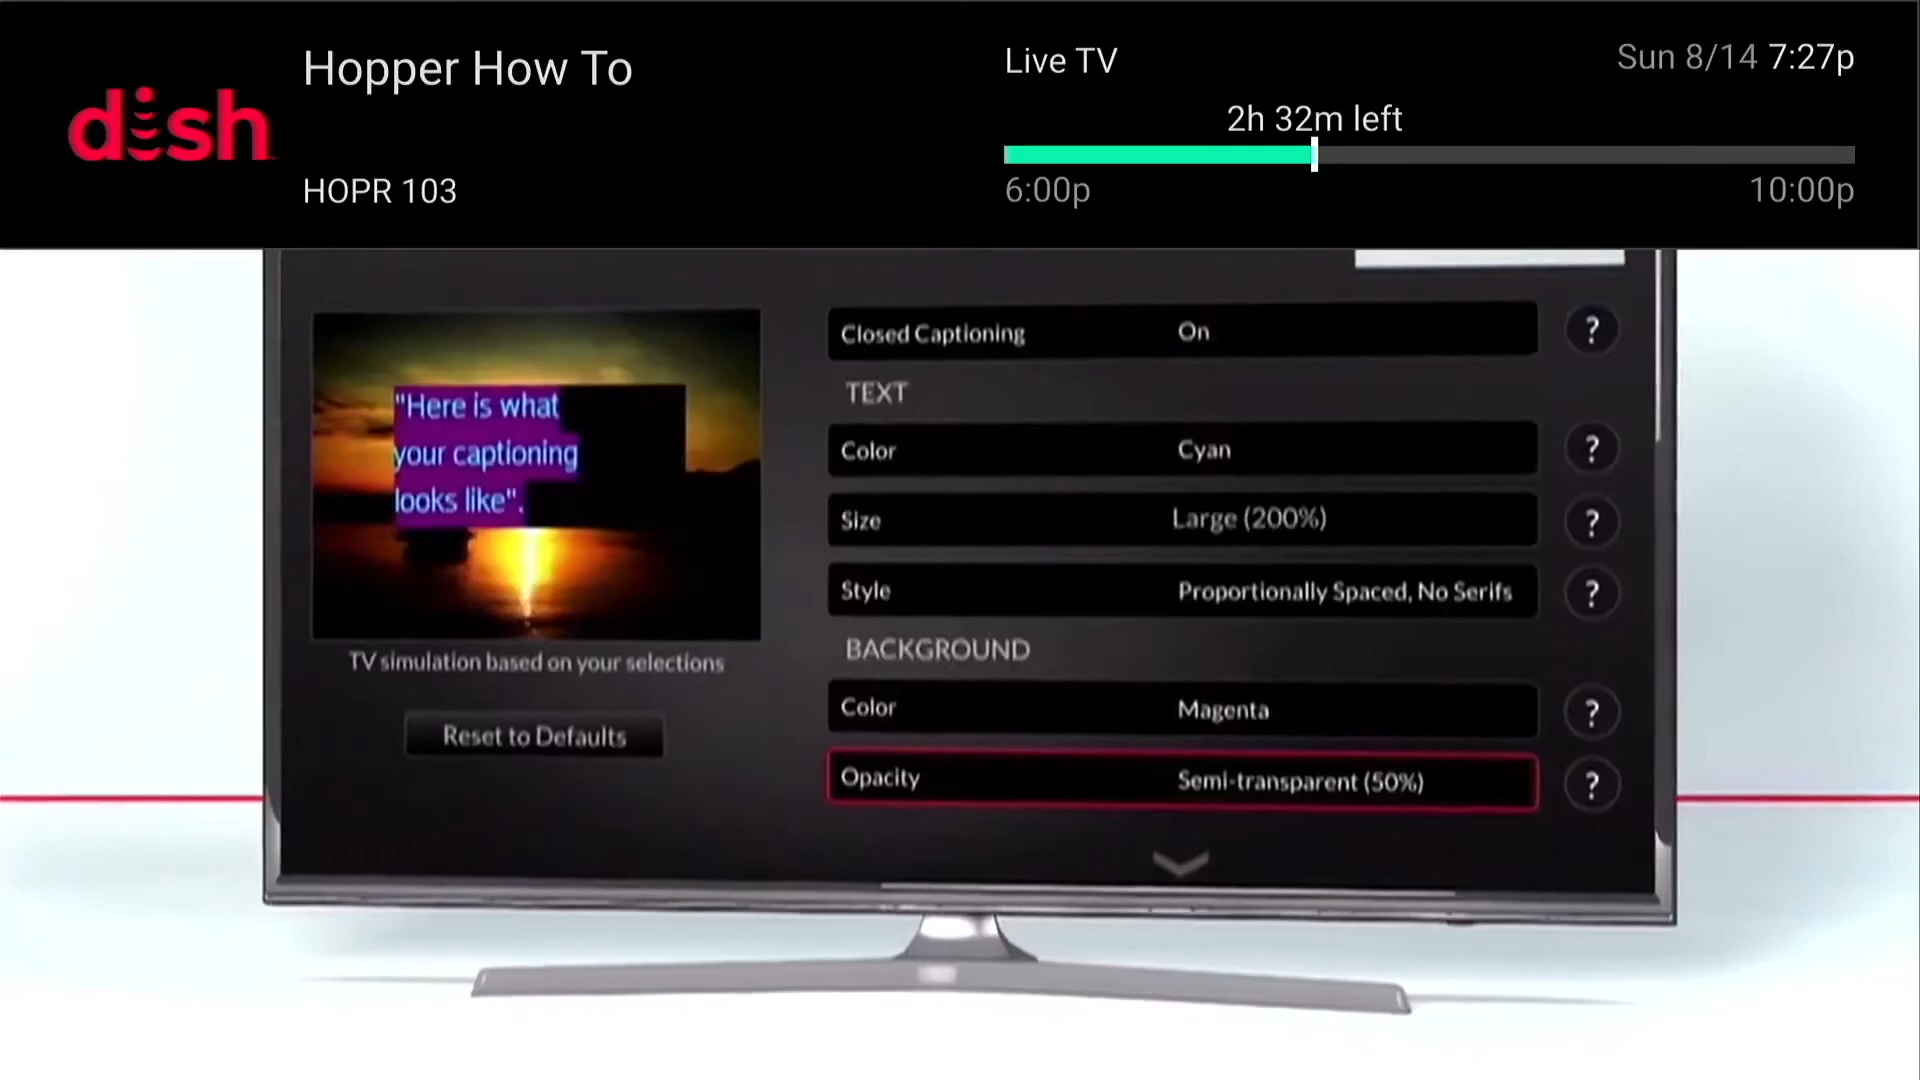 dish
Hopper How To
HOPR 103
Live TV
Sun 8/14 7:27p
2h 32m left
6:00p
10:00p
"Here is what
your captioning
looks like".
TV simulation based on your selections
Reset to Defaults
Closed Captioning On ?
TEXT
Color Cyan ?
Size Large (200%) ?
Style Proportionally Spaced, No Serifs ?
BACKGROUND
Color Magenta ?
Opacity Semi-transparent (50%) ?